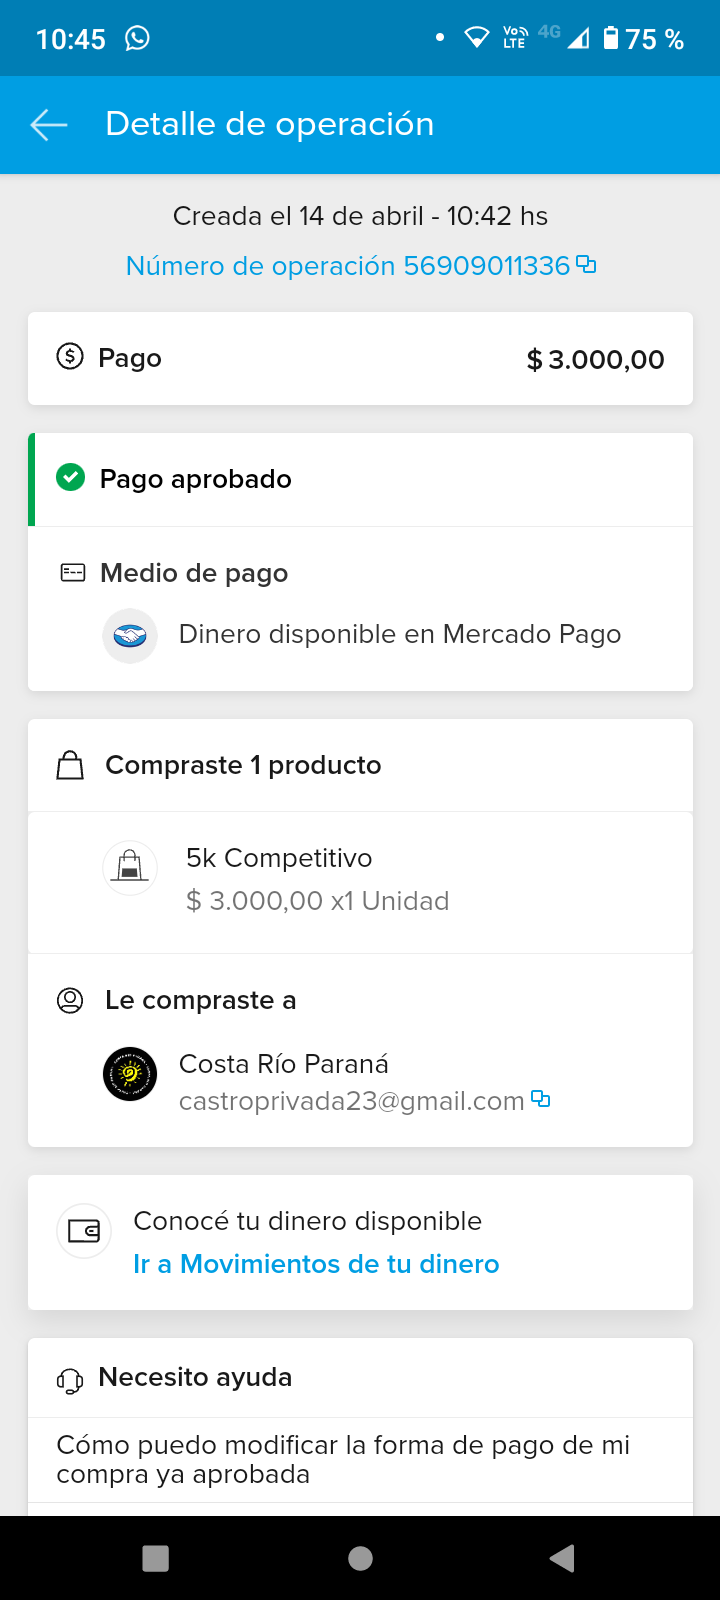 10:45
Vo
LTE
4G
75 %
Detalle de operación
Creada el 14 de abril - 10:42 hs
Número de operación 56909011336
Pago
$ 3.000,00
Pago aprobado
Medio de pago
Dinero disponible en Mercado Pago
Compraste 1 producto
5k Competitivo
$ 3.000,00 x1 Unidad
Le compraste a
Costa Río Paraná
castroprivada23@gmail.com
Conocé tu dinero disponible
Ir a Movimientos de tu dinero
Necesito ayuda
Cómo puedo modificar la forma de pago de mi
compra ya aprobada